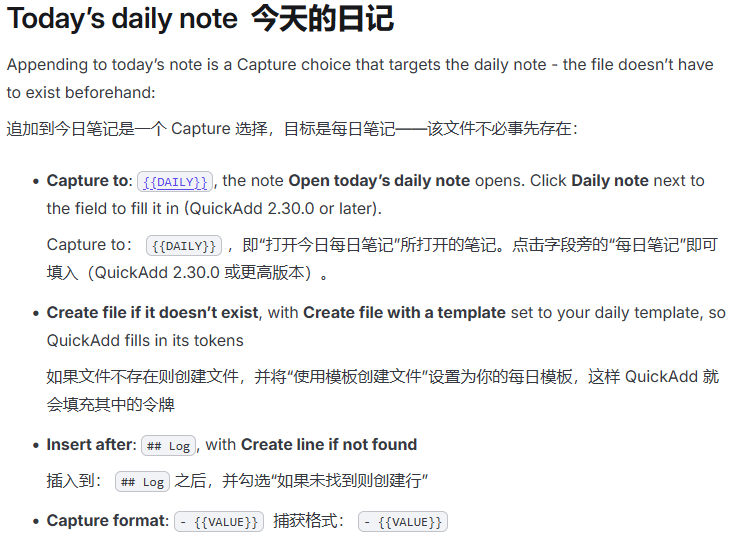 Today’s daily note 今天的日记
Appending to today’s note is a Capture choice that targets the daily note - the file doesn’t have
to exist beforehand:
追加到今日笔记是一个 Capture 选择，目标是每日笔记——该文件不必事先存在：
• Capture to: {{DAILY}}, the note Open today’s daily note opens. Click Daily note next to
the field to fill it in (QuickAdd 2.30.0 or later).
Capture to： {{DAILY}} ，即“打开今日每日笔记”所打开的笔记。点击字段旁的“每日笔记”即可
填入（QuickAdd 2.30.0 或更高版本）。
• Create file if it doesn’t exist, with Create file with a template set to your daily template, so
QuickAdd fills in its tokens
如果文件不存在则创建文件，并将“使用模板创建文件”设置为你的每日模板，这样 QuickAdd 就
会填充其中的令牌
• Insert after: ## Log, with Create line if not found
插入到： ## Log 之后，并勾选“如果未找到则创建行”
• Capture format: - {{VALUE}} 捕获格式： - {{VALUE}}